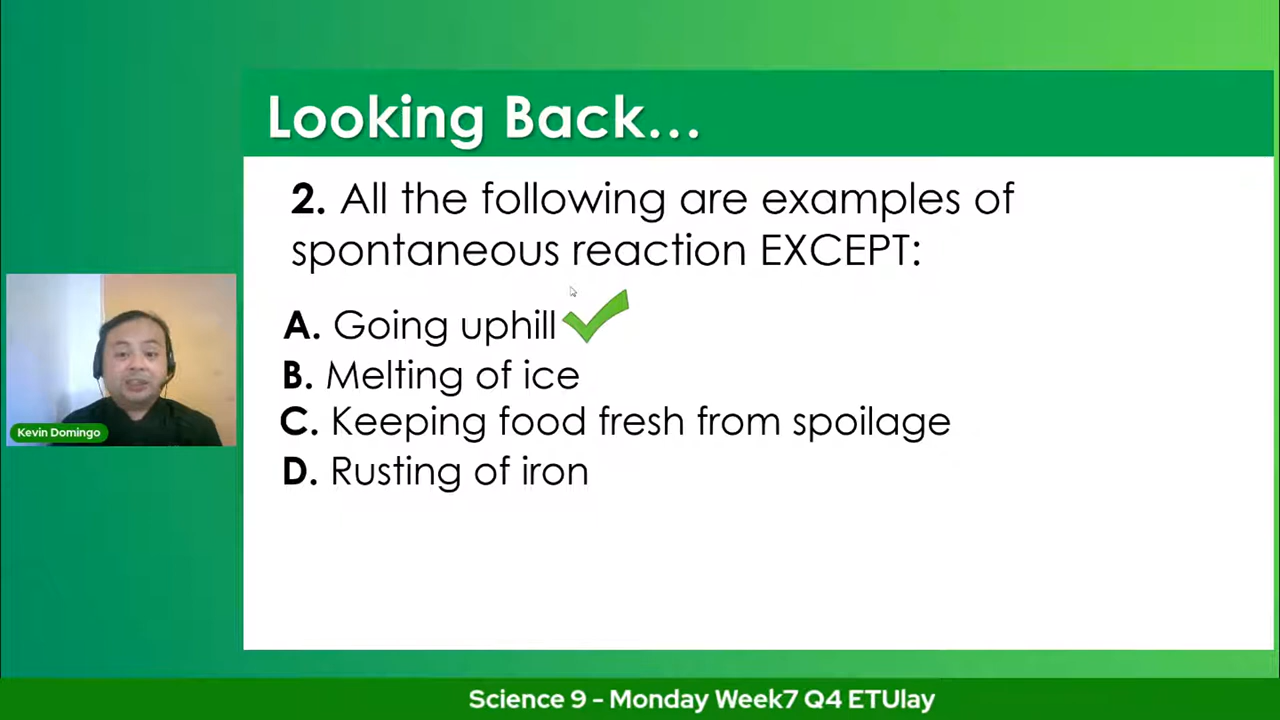 Looking Back...
2. All the following are examples of
spontaneous reaction EXCEPT:
A. Going uphill
B. Melting of ice
C. Keeping food fresh from spoilage
D. Rusting of iron
Kevin Domingo
Science 9 - Monday Week7 Q4 ETUlay